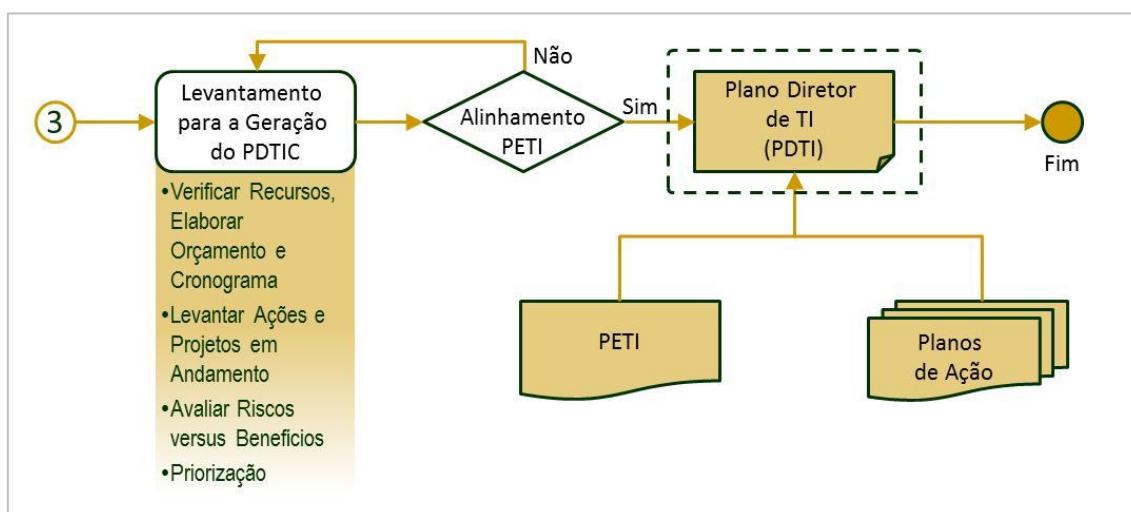 Não
3
Levantamento
para a Geração
do PDTIC
Alinhamento
PETI
Sim
Plano Diretor
de TI
(PDTI)
Fim
•Verificar Recursos,
Elaborar
Orçamento e
Cronograma
•Levantar Ações e
Projetos em
Andamento
•Avaliar Riscos
versus Benefícios
•Priorização
PETI
Planos
de Ação